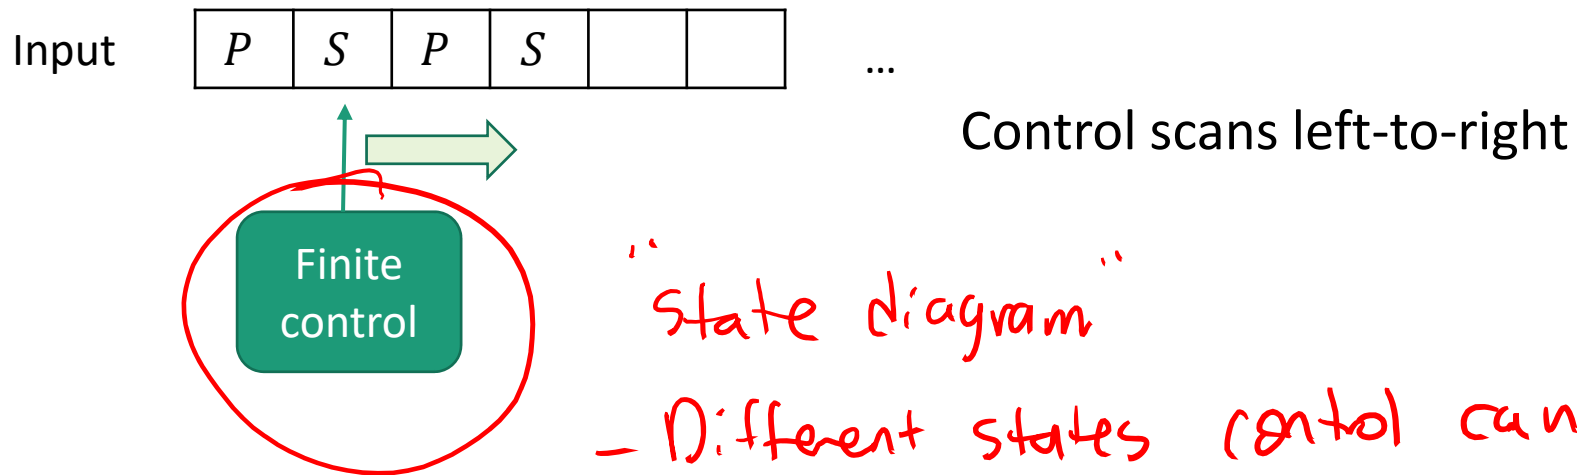 Input P S P S ...
Control scans left-to-right
Finite
control
"State diagram"
- Different states control can